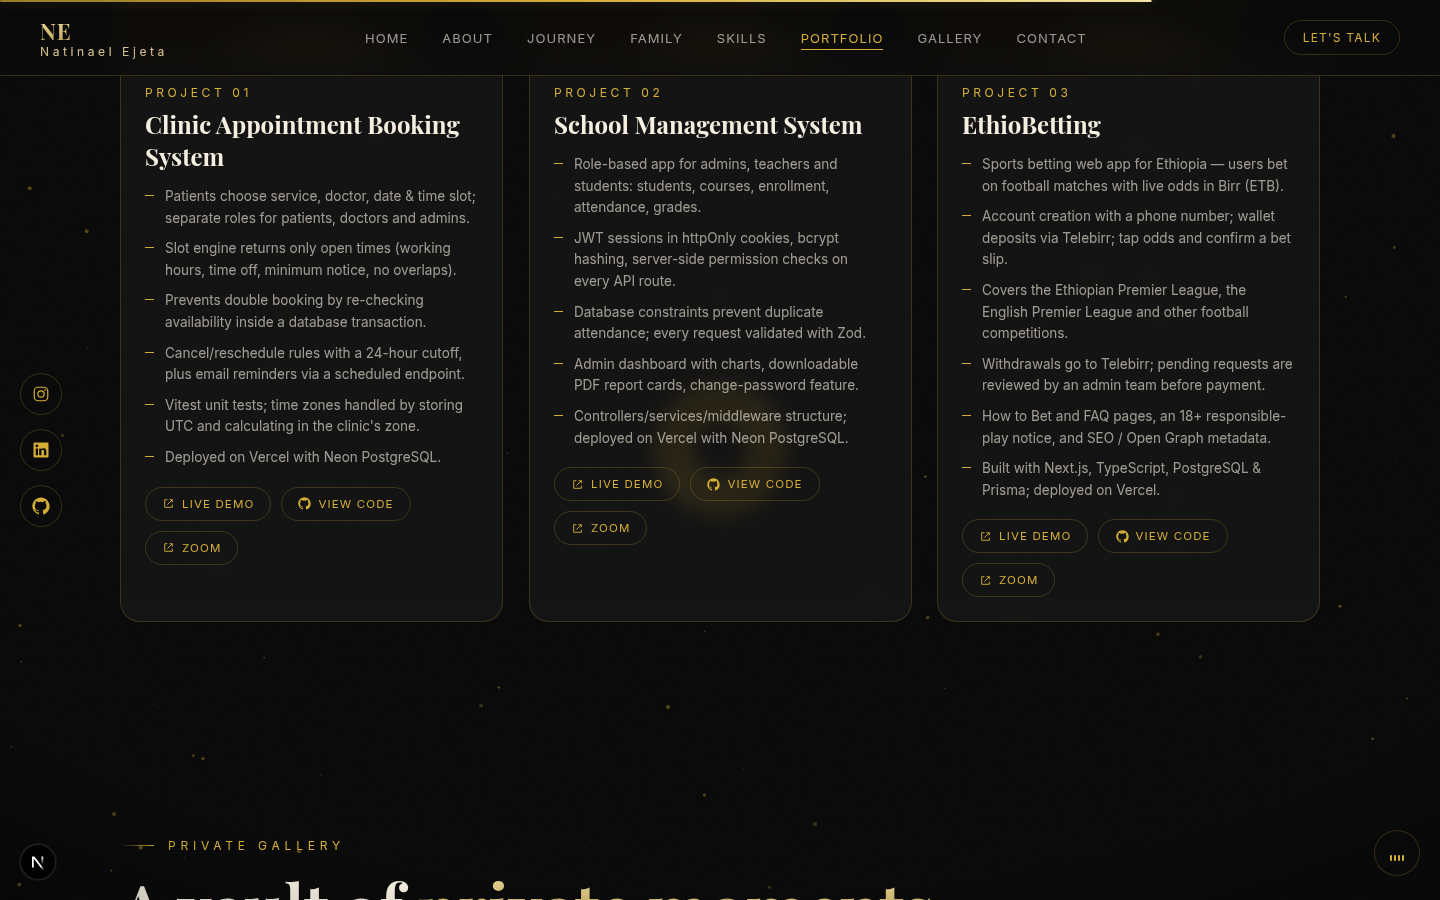 NE
Natinael Ejeta
HOME ABOUT JOURNEY FAMILY SKILLS PORTFOLIO GALLERY CONTACT
LET'S TALK
PROJECT 01
Clinic Appointment Booking
System
Patients choose service, doctor, date & time slot;
separate roles for patients, doctors and admins.
Slot engine returns only open times (working
hours, time off, minimum notice, no overlaps).
Prevents double booking by re-checking
availability inside a database transaction.
Cancel/reschedule rules with a 24-hour cutoff,
plus email reminders via a scheduled endpoint.
Vitest unit tests; time zones handled by storing
UTC and calculating in the clinic's zone.
Deployed on Vercel with Neon PostgreSQL.
LIVE DEMO VIEW CODE
ZOOM
PROJECT 02
School Management System
Role-based app for admins, teachers and
students: students, courses, enrollment,
attendance, grades.
JWT sessions in httpOnly cookies, bcrypt
hashing, server-side permission checks on
every API route.
Database constraints prevent duplicate
attendance; every request validated with Zod.
Admin dashboard with charts, downloadable
PDF report cards, change-password feature.
Controllers/services/middleware structure;
deployed on Vercel with Neon PostgreSQL.
LIVE DEMO VIEW CODE
ZOOM
PROJECT 03
EthioBetting
Sports betting web app for Ethiopia — users bet
on football matches with live odds in Birr (ETB).
Account creation with a phone number; wallet
deposits via Telebirr; tap odds and confirm a bet
slip.
Covers the Ethiopian Premier League, the
English Premier League and other football
competitions.
Withdrawals go to Telebirr; pending requests are
reviewed by an admin team before payment.
How to Bet and FAQ pages, an 18+ responsible-
play notice, and SEO / Open Graph metadata.
Built with Next.js, TypeScript, PostgreSQL &
Prisma; deployed on Vercel.
LIVE DEMO VIEW CODE
ZOOM
PRIVATE GALLERY
A vault of private moments
N